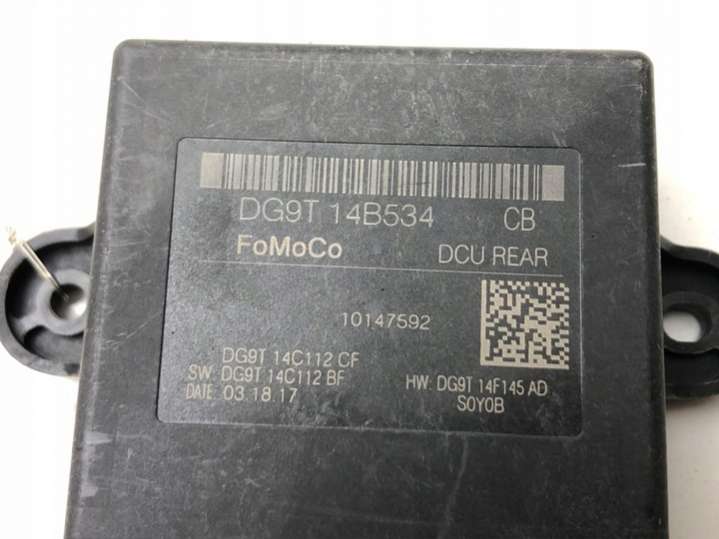 DG9T 14B534 CB
FoMoCo DCU REAR
10147592
DG9T 14C112 CF
SW: DG9T 14C112 BF HW: DG9T 14F145 AD
DATE: 03.18.17 S0Y0B